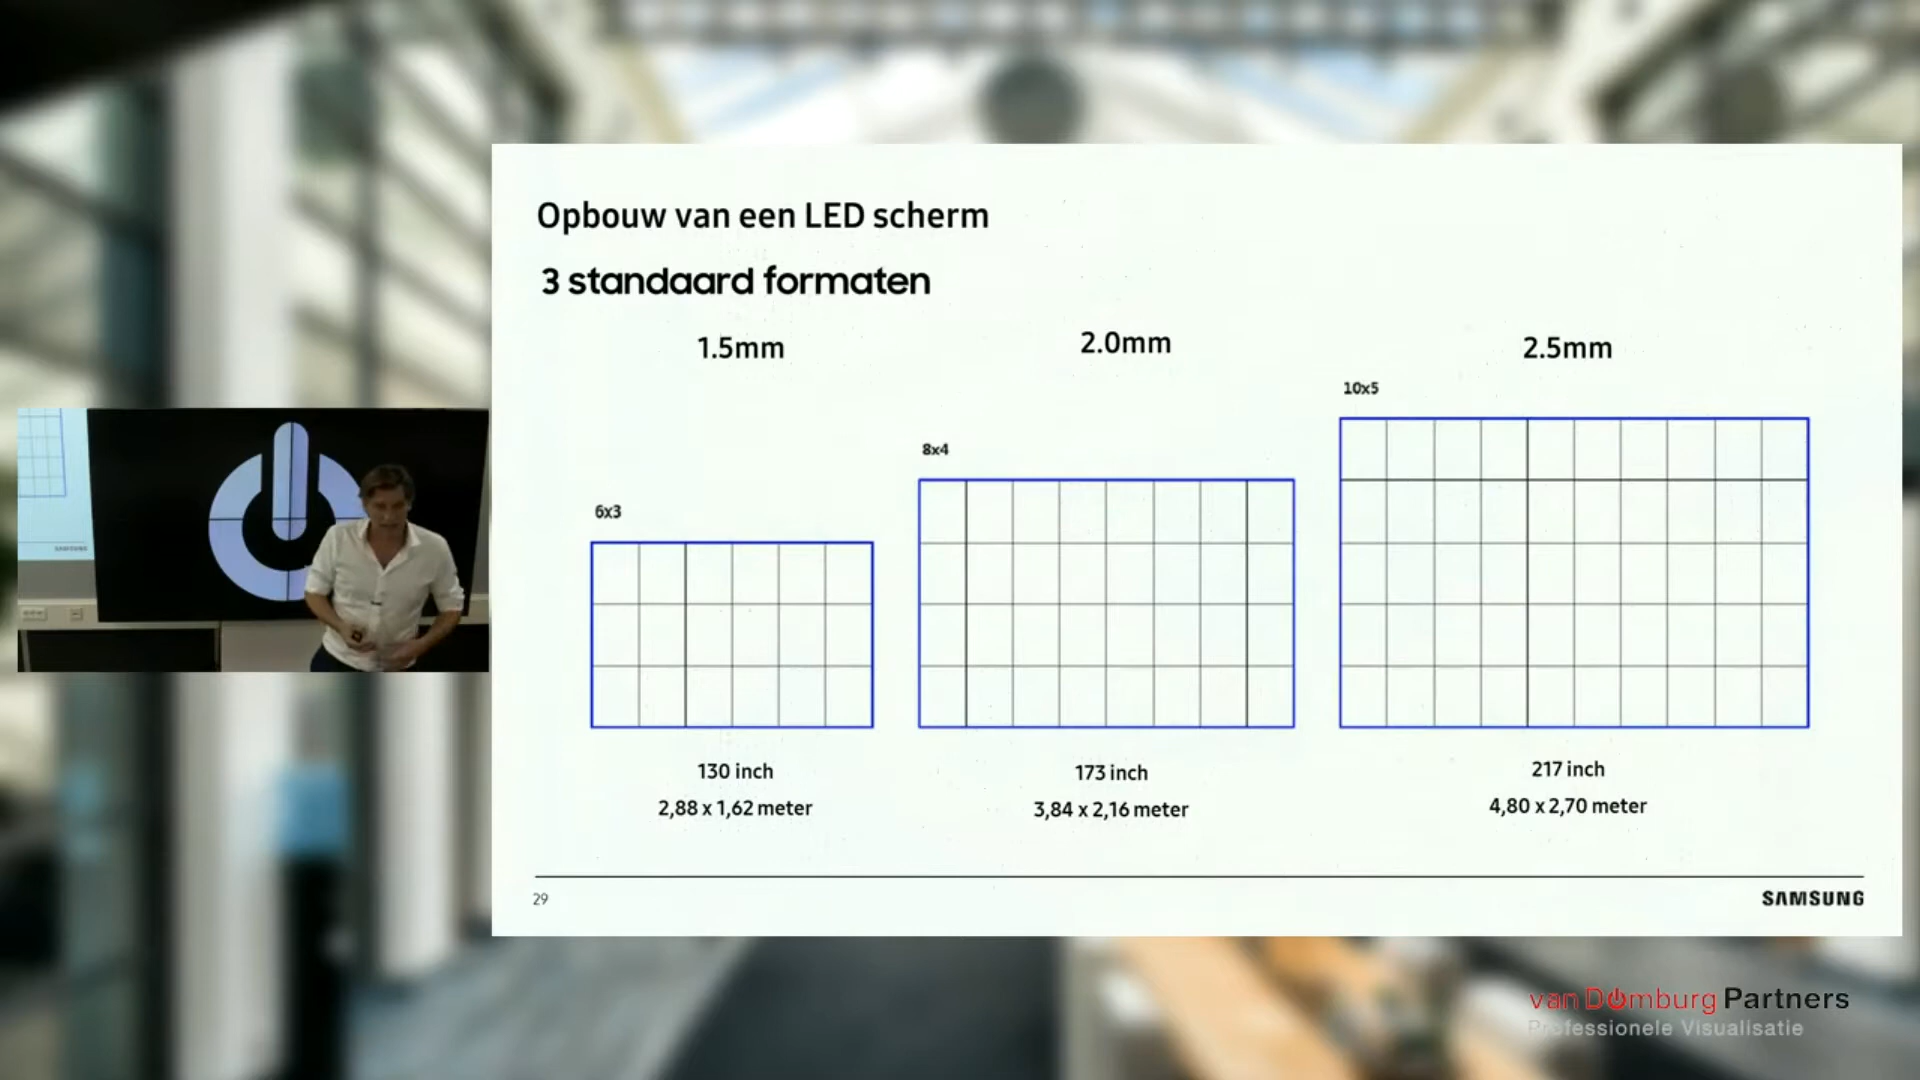 Opbouw van een LED scherm
3 standaard formaten
1.5mm
2.0mm
2.5mm
6x3
8x4
10x5
130 inch
2,88 x 1,62 meter
173 inch
3,84 x 2,16 meter
217 inch
4,80 x 2,70 meter
29
SAMSUNG
SAMSUNG
van Domburg Partners
Professionele Visualisatie